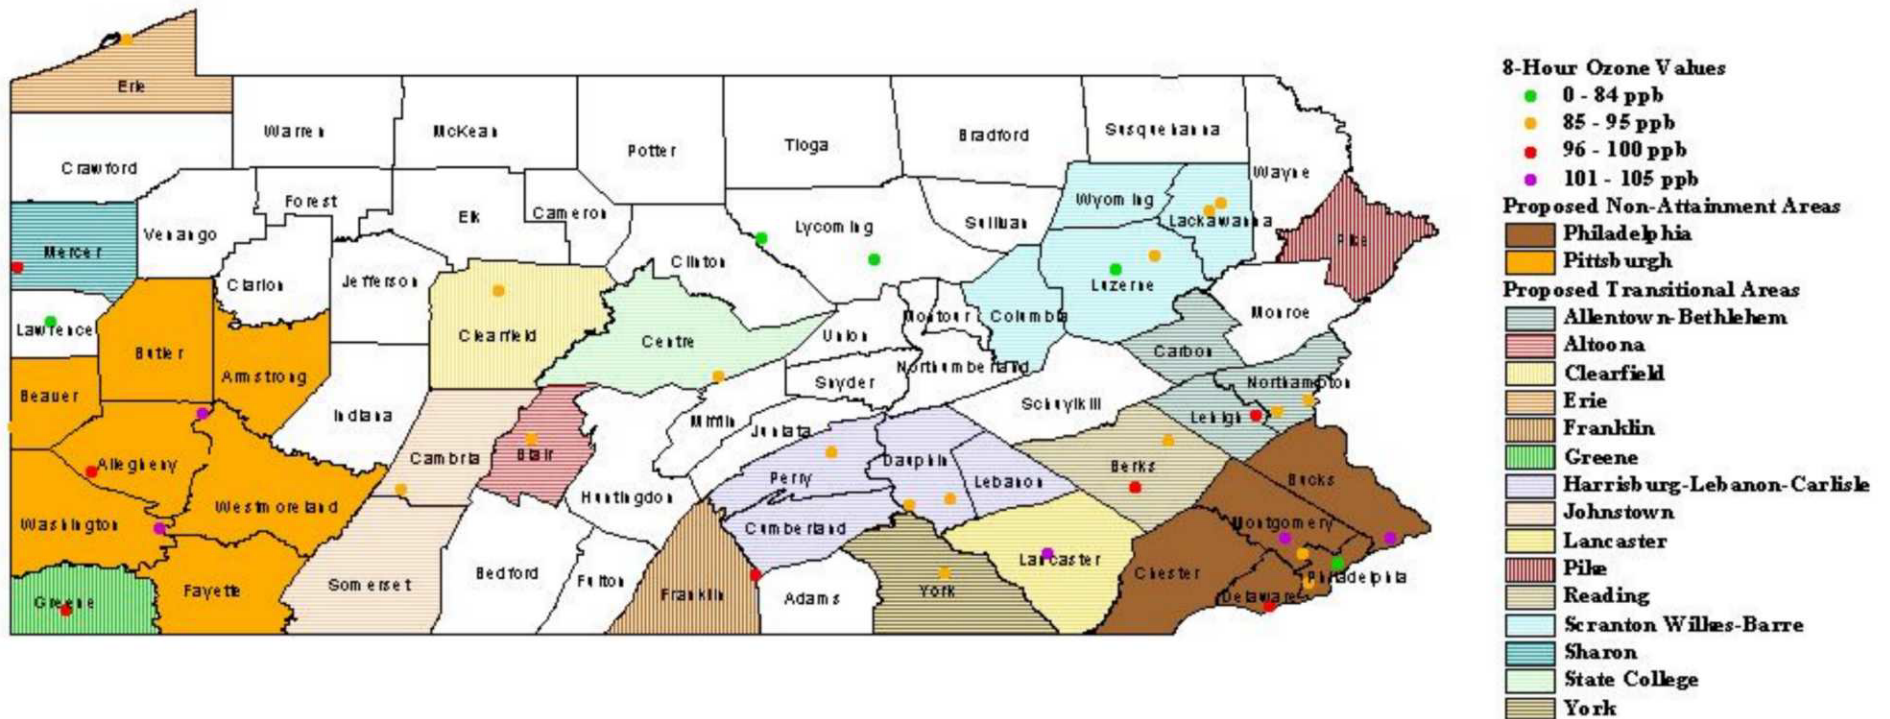 Erie
Warren
McKean
Potter
Tioga
Bradford
Susquehanna
Wayne
Crawford
Forest
Elk
Cameron
Lycoming
Sullivan
Wyoming
Lackawanna
Pike
Mercer
Venango
Clarion
Jefferson
Clinton
Luzerne
Lawrence
Butler
Armstrong
Clearfield
Centre
Union
Montour
Columbia
Monroe
Carbon
Beaver
Indiana
Snyder
Northumberland
Schuylkill
Northampton
Lehigh
Mifflin
Juniata
Allegheny
Cambria
Blair
Huntingdon
Perry
Dauphin
Lebanon
Berks
Bucks
Washington
Westmoreland
Cumberland
Montgomery
Greene
Fayette
Somerset
Bedford
Fulton
Franklin
Adams
York
Lancaster
Chester
Delaware
Philadelphia
8-Hour Ozone Values
0 - 84 ppb
85 - 95 ppb
96 - 100 ppb
101 - 105 ppb
Proposed Non-Attainment Areas
Philadelphia
Pittsburgh
Proposed Transitional Areas
Allentown-Bethlehem
Altoona
Clearfield
Erie
Franklin
Greene
Harrisburg-Lebanon-Carlisle
Johnstown
Lancaster
Pike
Reading
Scranton Wilkes-Barre
Sharon
State College
York